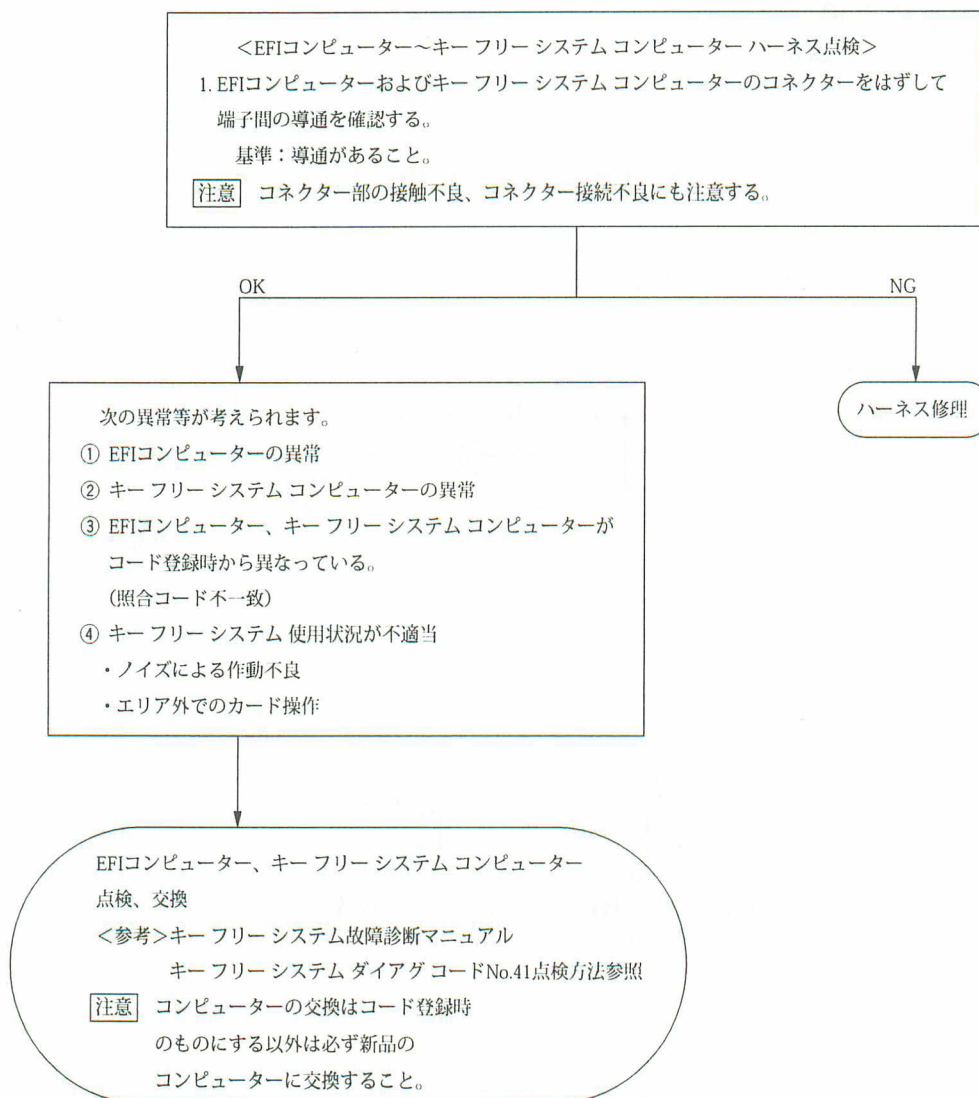 <EFIコンピューター～キー フリー システム コンピューター ハーネス点検>
1. EFIコンピューターおよびキー フリー システム コンピューターのコネクターをはずして
端子間の導通を確認する。
基準：導通があること。
注意 コネクター部の接触不良、コネクター接続不良にも注意する。
OK
NG
次の異常等が考えられます。
① EFIコンピューターの異常
② キー フリー システム コンピューターの異常
③ EFIコンピューター、キー フリー システム コンピューターが
コード登録時から異なっている。
(照合コード不一致)
④ キー フリー システム 使用状況が不適当
・ノイズによる作動不良
・エリア外でのカード操作
ハーネス修理
EFIコンピューター、キー フリー システム コンピューター
点検、交換
<参考>キー フリー システム故障診断マニュアル
キー フリー システム ダイアグ コードNo.41点検方法参照
注意 コンピューターの交換はコード登録時
のものにする以外は必ず新品の
コンピューターに交換すること。